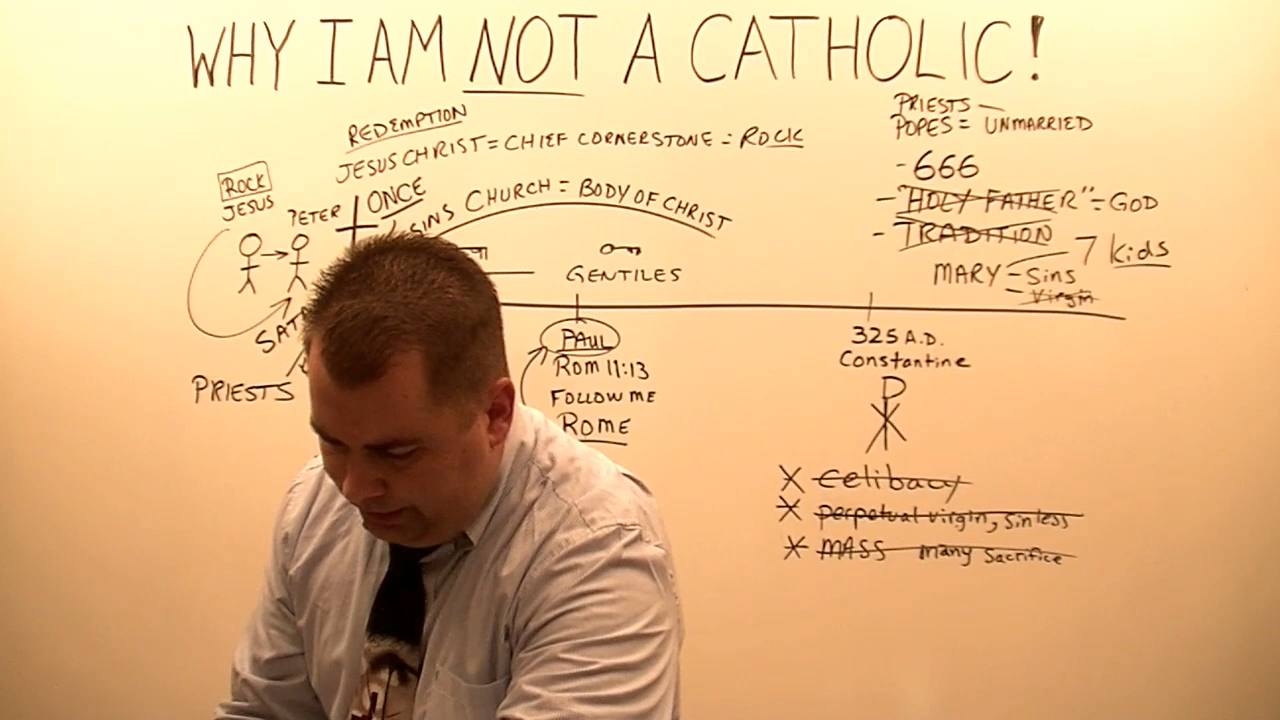 WHY I AM NOT A CATHOLIC!
REDEMPTION
JESUS CHRIST = CHIEF CORNERSTONE = ROCK
ROCK
JESUS
PETER
ONCE
SINS
CHURCH = BODY OF CHRIST
GENTILES
SATA
PRIESTS
PAUL
Rom 11:13
FOLLOW ME
ROME
PRIESTS —
POPES = UNMARRIED
- 666
- "HOLY FATHER" = GOD
- TRADITION
7 Kids
MARY - Sins
- Virgin
325 A.D.
Constantine
X celibacy
X perpetual virgin, sinless
X MASS many Sacrifice